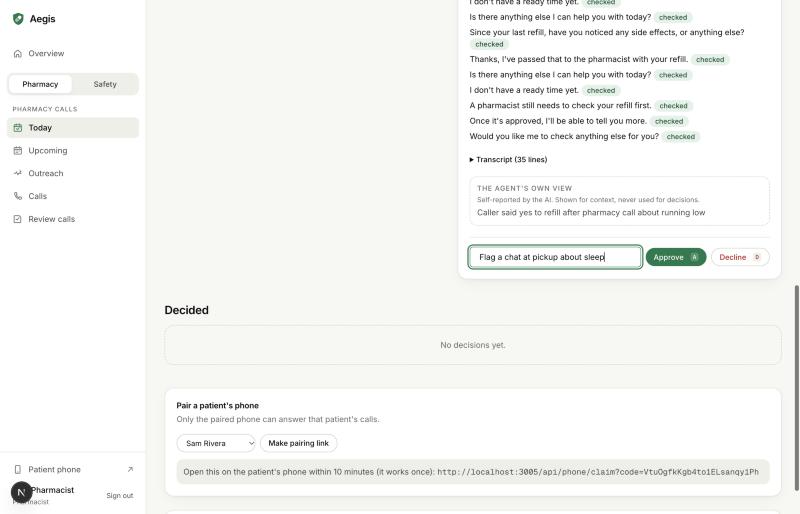 Aegis
Overview
Pharmacy
Safety
PHARMACY CALLS
Today
Upcoming
Outreach
Calls
Review calls
Patient phone
N
Pharmacist
Sign out
I don't have a ready time yet. checked
Is there anything else I can help you with today? checked
Since your last refill, have you noticed any side effects, or anything else?
checked
Thanks, I've passed that to the pharmacist with your refill. checked
Is there anything else I can help you with today? checked
I don't have a ready time yet. checked
A pharmacist still needs to check your refill first. checked
Once it's approved, I'll be able to tell you more. checked
Would you like me to check anything else for you? checked
Transcript (35 lines)
THE AGENT'S OWN VIEW
Self-reported by the AI. Shown for context, never used for decisions.
Caller said yes to refill after pharmacy call about running low
Flag a chat at pickup about sleep
Approve A
Decline D
Decided
No decisions yet.
Pair a patient's phone
Only the paired phone can answer that patient's calls.
Sam Rivera
Make pairing link
Open this on the patient's phone within 10 minutes (it works once): http://localhost:3005/api/phone/claim?code=